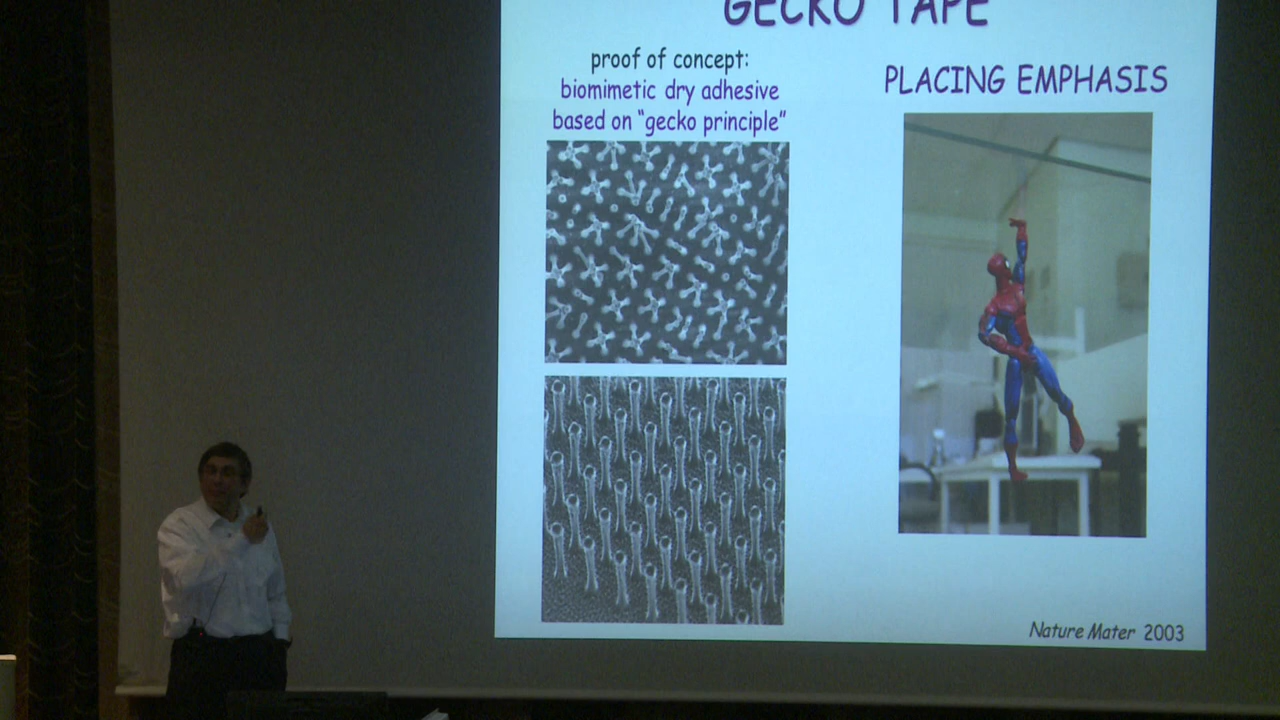 GECKO TAPE
proof of concept:
biomimetic dry adhesive
based on “gecko principle”
PLACING EMPHASIS
Nature Mater 2003